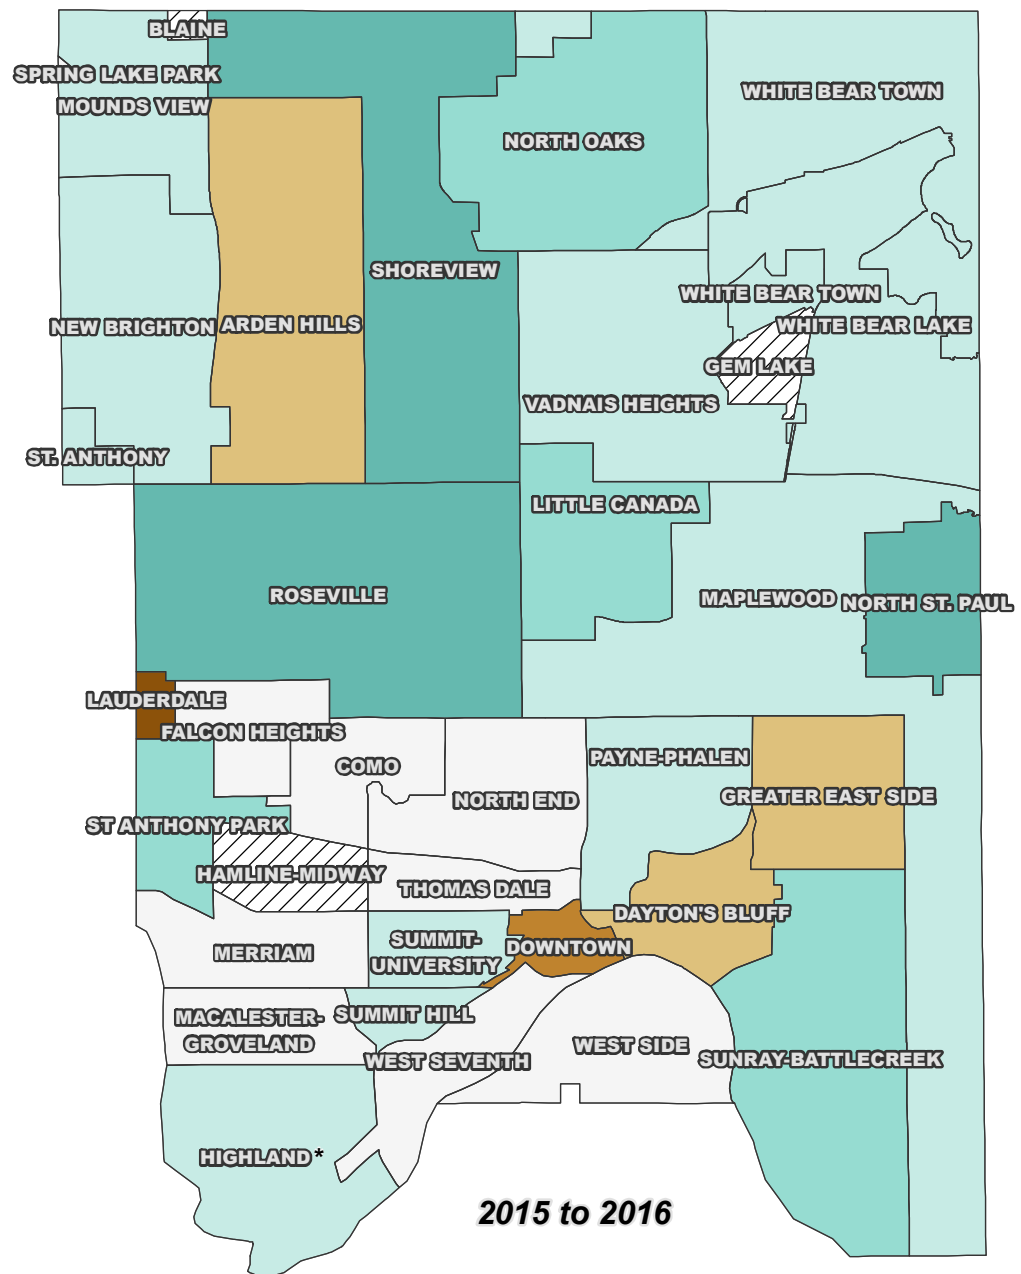 BLAINE
SPRING LAKE PARK
MOUNDS VIEW
WHITE BEAR TOWN
NORTH OAKS
SHOREVIEW
WHITE BEAR TOWN
NEW BRIGHTON
ARDEN HILLS
WHITE BEAR LAKE
GEM LAKE
VADNAIS HEIGHTS
ST. ANTHONY
LITTLE CANADA
ROSEVILLE
MAPLEWOOD
NORTH ST. PAUL
LAUDERDALE
FALCON HEIGHTS
COMO
PAYNE-PHALEN
NORTH END
GREATER EAST SIDE
ST ANTHONY PARK
HAMLINE-MIDWAY
THOMAS DALE
DAYTON'S BLUFF
SUMMIT-
UNIVERSITY
DOWNTOWN
MERRIAM
MACALESTER-
GROVELAND
SUMMIT HILL
WEST SEVENTH
WEST SIDE
SUNRAY-BATTLECREEK
HIGHLAND*
2015 to 2016